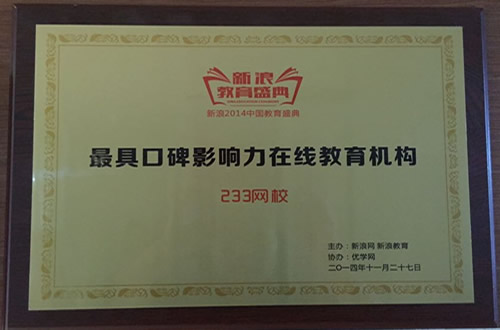 新浪
教育盛典
新浪2014中国教育盛典
最具口碑影响力在线教育机构
233网校
主办：新浪网 新浪教育
协办：优学网
二〇一四年十一月二十七日